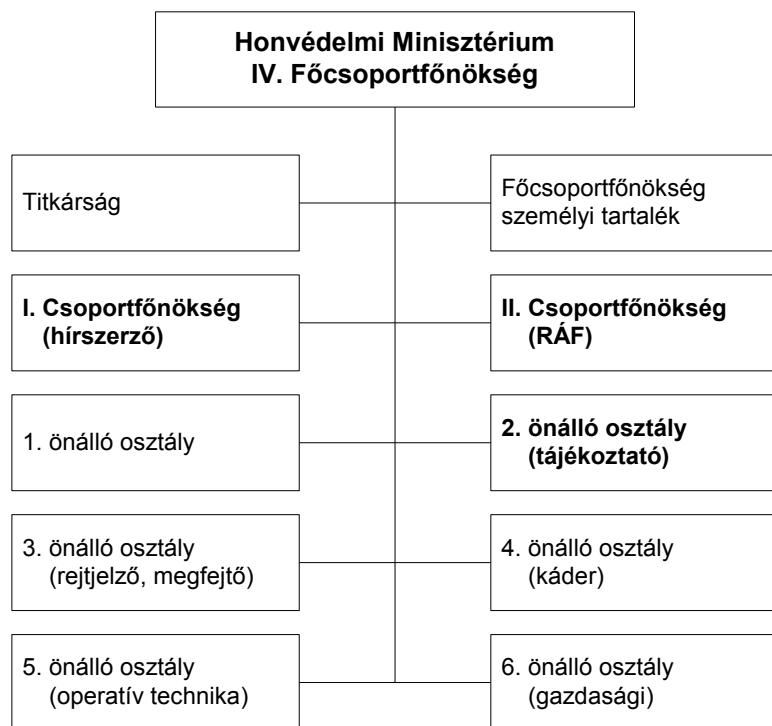 Honvédelmi Minisztérium
IV. Főcsoportfőnökség
Titkárság
Főcsoportfőnökség
személyi tartalék
I. Csoportfőnökség
(hírszerző)
II. Csoportfőnökség
(RÁF)
1. önálló osztály
2. önálló osztály
(tájékoztató)
3. önálló osztály
(rejtjelző, megfejtő)
4. önálló osztály
(káder)
5. önálló osztály
(operatív technika)
6. önálló osztály
(gazdasági)